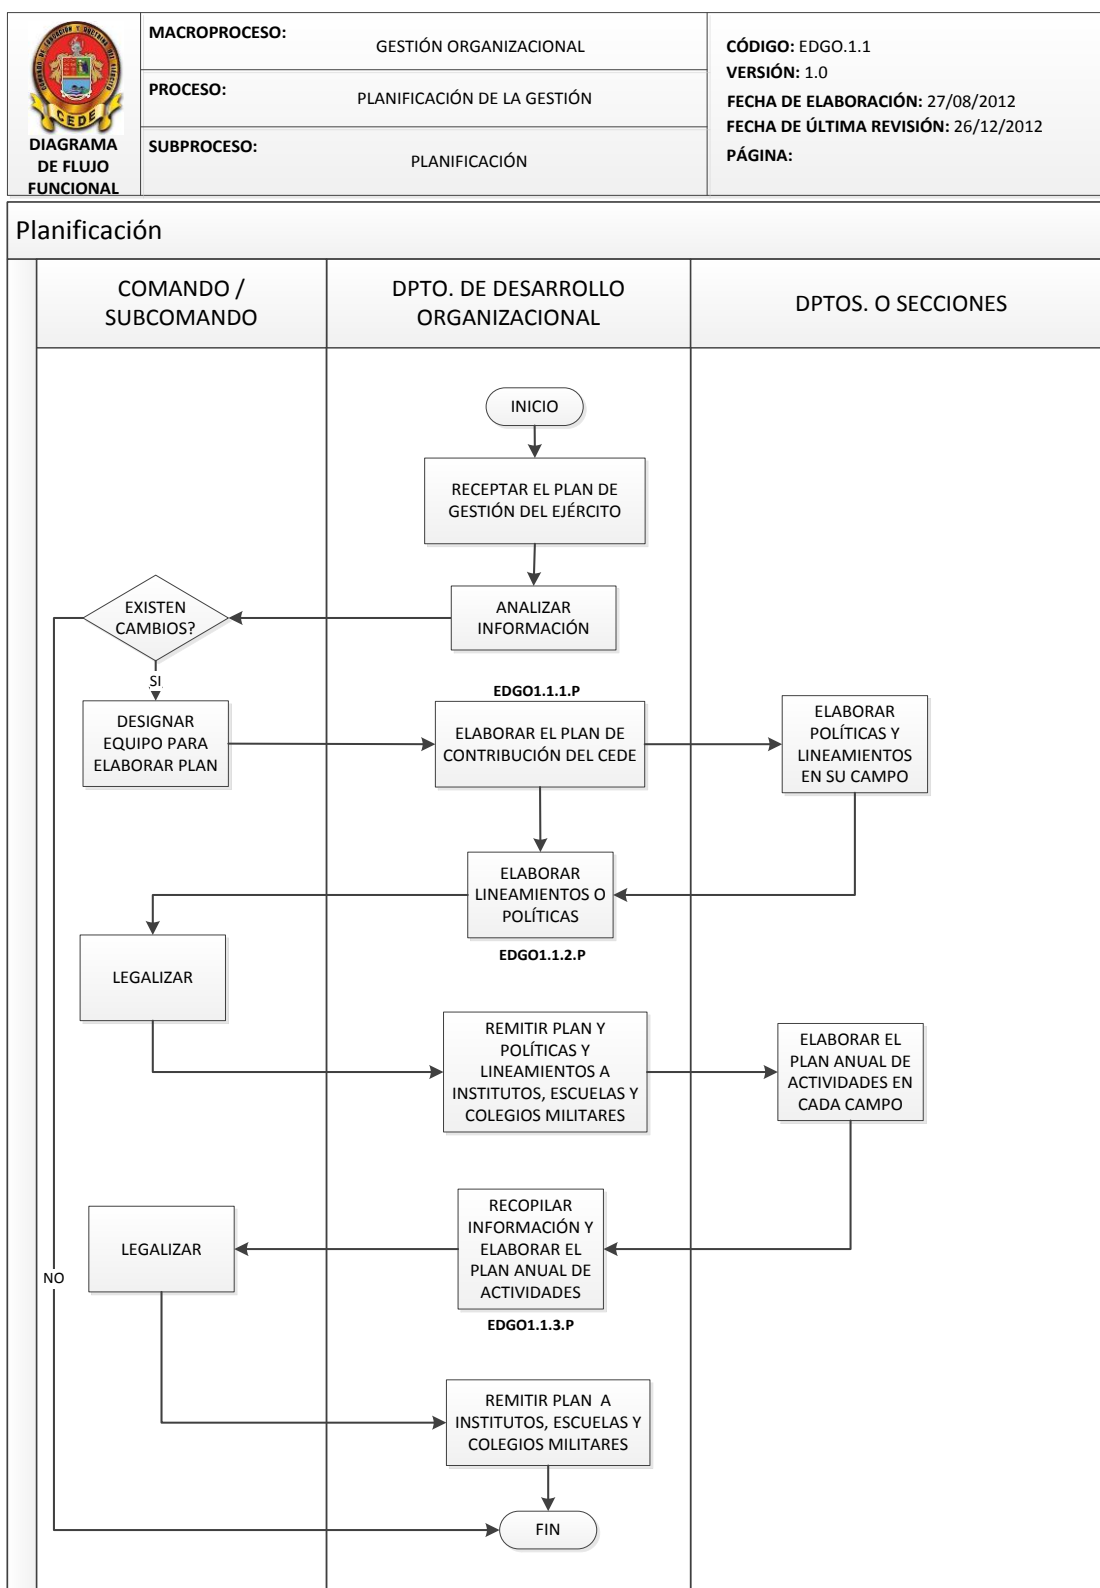 CEDE
DIAGRAMA
DE FLUJO
FUNCIONAL
MACROPROCESO:
GESTIÓN ORGANIZACIONAL
PROCESO:
PLANIFICACIÓN DE LA GESTIÓN
SUBPROCESO:
PLANIFICACIÓN
CÓDIGO: EDGO.1.1
VERSIÓN: 1.0
FECHA DE ELABORACIÓN: 27/08/2012
FECHA DE ÚLTIMA REVISIÓN: 26/12/2012
PÁGINA:
Planificación
COMANDO /
SUBCOMANDO
DPTO. DE DESARROLLO
ORGANIZACIONAL
DPTOS. O SECCIONES
INICIO
RECEPTAR EL PLAN DE
GESTIÓN DEL EJÉRCITO
ANALIZAR
INFORMACIÓN
EXISTEN
CAMBIOS?
SI
DESIGNAR
EQUIPO PARA
ELABORAR PLAN
EDGO1.1.1.P
ELABORAR EL PLAN DE
CONTRIBUCIÓN DEL CEDE
ELABORAR
POLÍTICAS Y
LINEAMIENTOS
EN SU CAMPO
ELABORAR
LINEAMIENTOS O
POLÍTICAS
EDGO1.1.2.P
LEGALIZAR
REMITIR PLAN Y
POLÍTICAS Y
LINEAMIENTOS A
INSTITUTOS, ESCUELAS Y
COLEGIOS MILITARES
ELABORAR EL
PLAN ANUAL DE
ACTIVIDADES EN
CADA CAMPO
RECOPILAR
INFORMACIÓN Y
ELABORAR EL
PLAN ANUAL DE
ACTIVIDADES
EDGO1.1.3.P
LEGALIZAR
NO
REMITIR PLAN  A
INSTITUTOS, ESCUELAS Y
COLEGIOS MILITARES
FIN